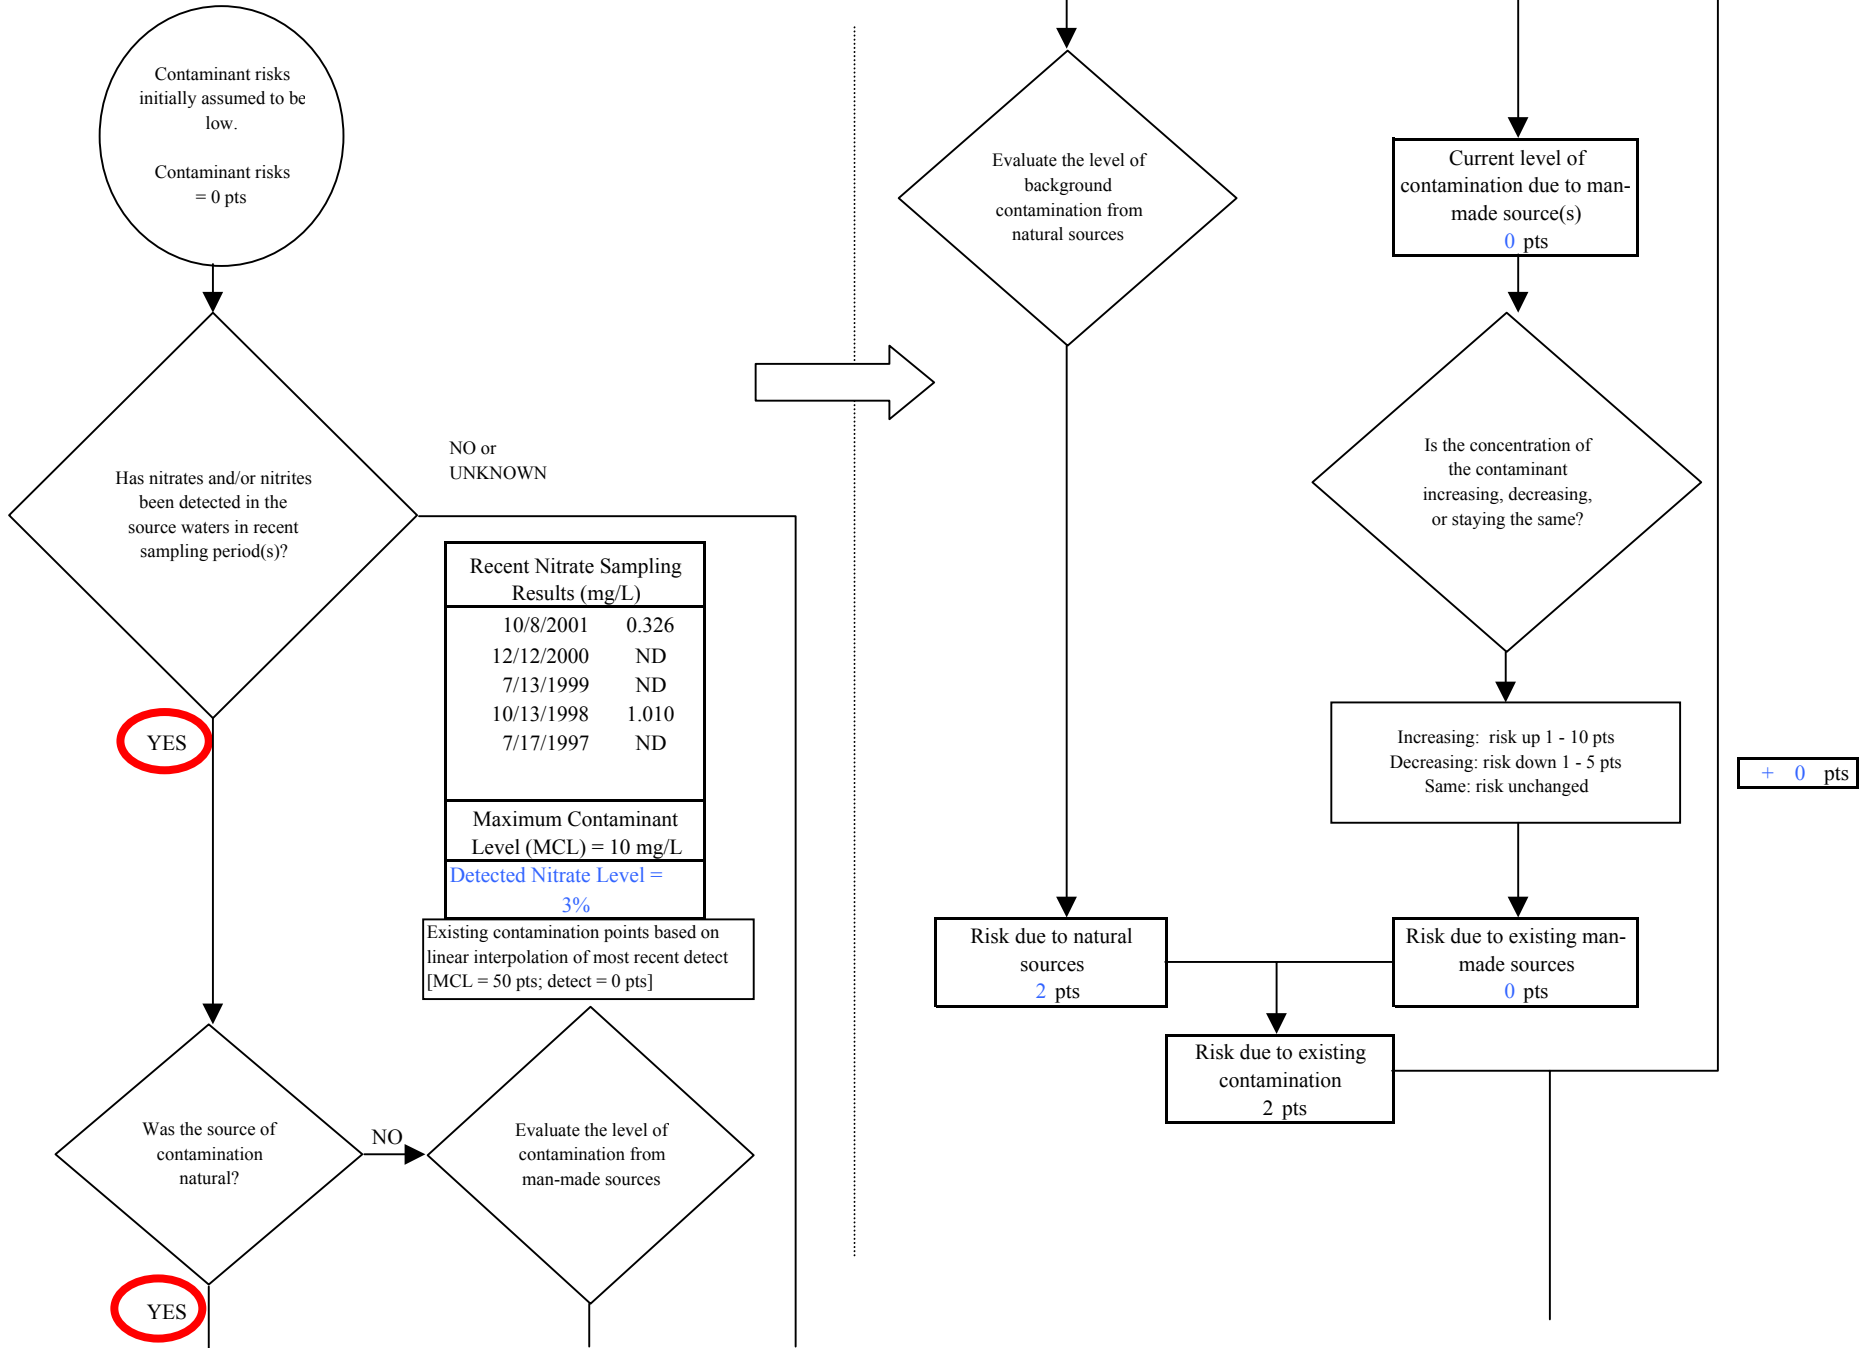 Contaminant risks
initially assumed to be
low.
Contaminant risks
= 0 pts
Has nitrates and/or nitrites
been detected in the
source waters in recent
sampling period(s)?
NO or
UNKNOWN
YES
Recent Nitrate Sampling
Results (mg/L)
10/8/2001 0.326
12/12/2000 ND
7/13/1999 ND
10/13/1998 1.010
7/17/1997 ND
Maximum Contaminant
Level (MCL) = 10 mg/L
Detected Nitrate Level =
3%
Existing contamination points based on
linear interpolation of most recent detect
[MCL = 50 pts; detect = 0 pts]
Was the source of
contamination
natural?
NO
YES
Evaluate the level of
contamination from
man-made sources
Evaluate the level of
background
contamination from
natural sources
Current level of
contamination due to man-
made source(s)
0 pts
Is the concentration of
the contaminant
increasing, decreasing,
or staying the same?
Increasing: risk up 1 - 10 pts
Decreasing: risk down 1 - 5 pts
Same: risk unchanged
+ 0 pts
Risk due to natural
sources
2 pts
Risk due to existing man-
made sources
0 pts
Risk due to existing
contamination
2 pts